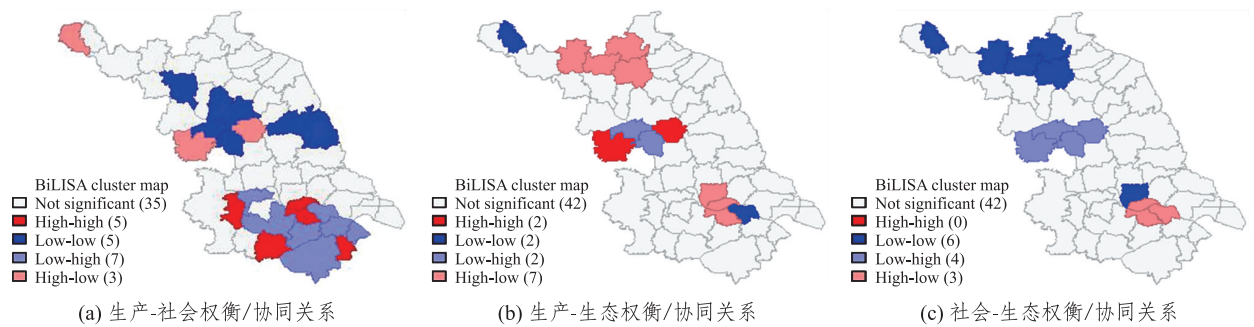 BiLISA cluster map
Not significant (35)
High-high (5)
Low-low (5)
Low-high (7)
High-low (3)
(a) 生产-社会权衡/协同关系
BiLISA cluster map
Not significant (42)
High-high (2)
Low-low (2)
Low-high (2)
High-low (7)
(b) 生产-生态权衡/协同关系
BiLISA cluster map
Not significant (42)
High-high (0)
Low-low (6)
Low-high (4)
High-low (3)
(c) 社会-生态权衡/协同关系